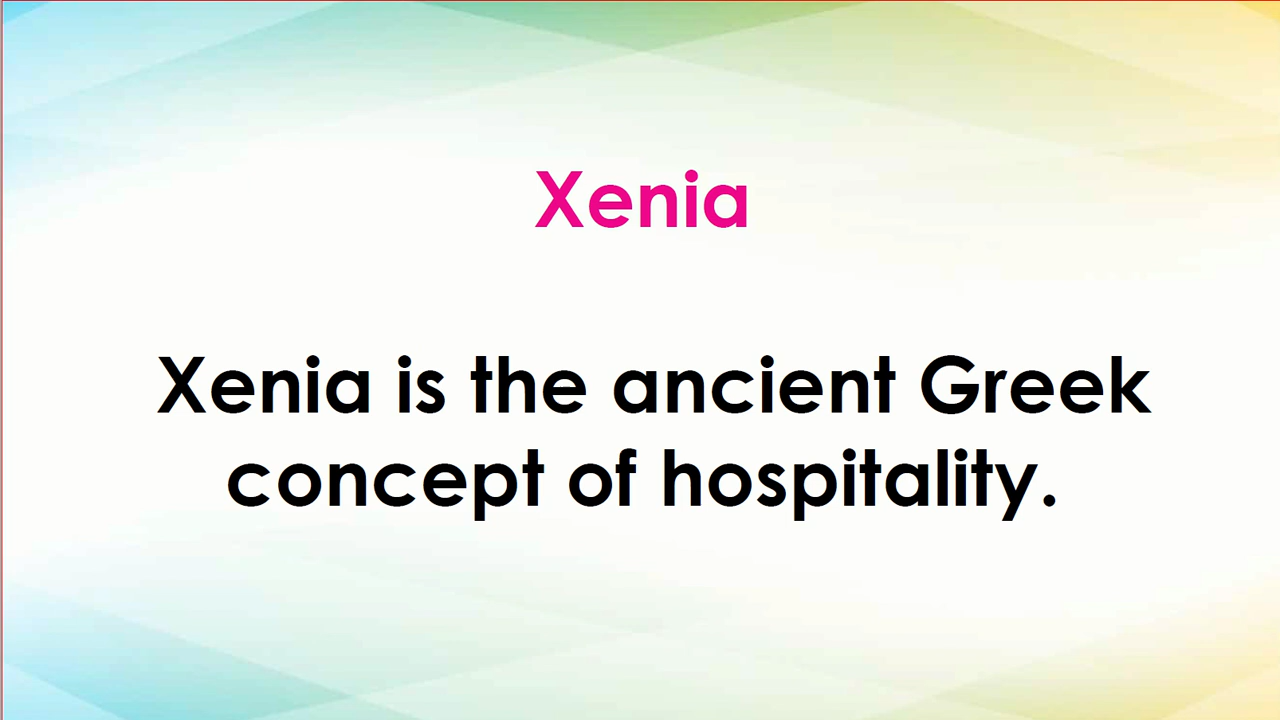 Xenia
Xenia is the ancient Greek
concept of hospitality.